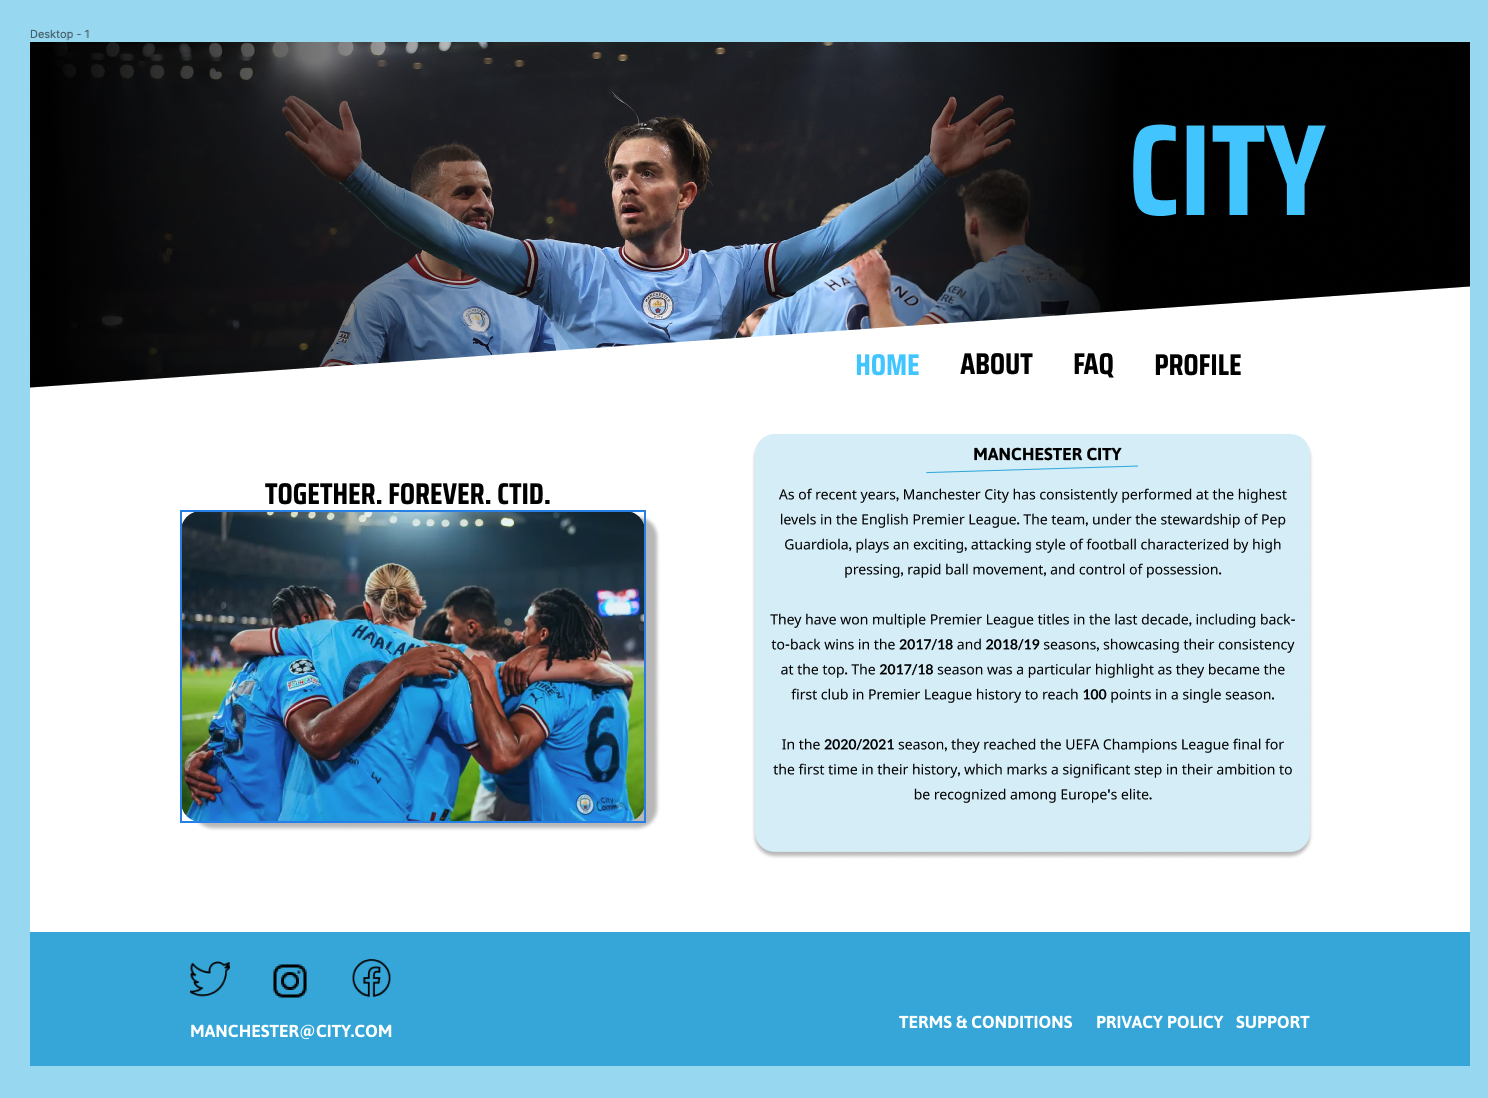 Desktop - 1
CITY
HA ND
HOME ABOUT FAQ PROFILE
TOGETHER. FOREVER. CTID.
HAALAN
6
MANCHESTER CITY
As of recent years, Manchester City has consistently performed at the highest
levels in the English Premier League. The team, under the stewardship of Pep
Guardiola, plays an exciting, attacking style of football characterized by high
pressing, rapid ball movement, and control of possession.
They have won multiple Premier League titles in the last decade, including back-
to-back wins in the 2017/18 and 2018/19 seasons, showcasing their consistency
at the top. The 2017/18 season was a particular highlight as they became the
first club in Premier League history to reach 100 points in a single season.
In the 2020/2021 season, they reached the UEFA Champions League final for
the first time in their history, which marks a significant step in their ambition to
be recognized among Europe's elite.
MANCHESTER@CITY.COM
TERMS & CONDITIONS PRIVACY POLICY SUPPORT